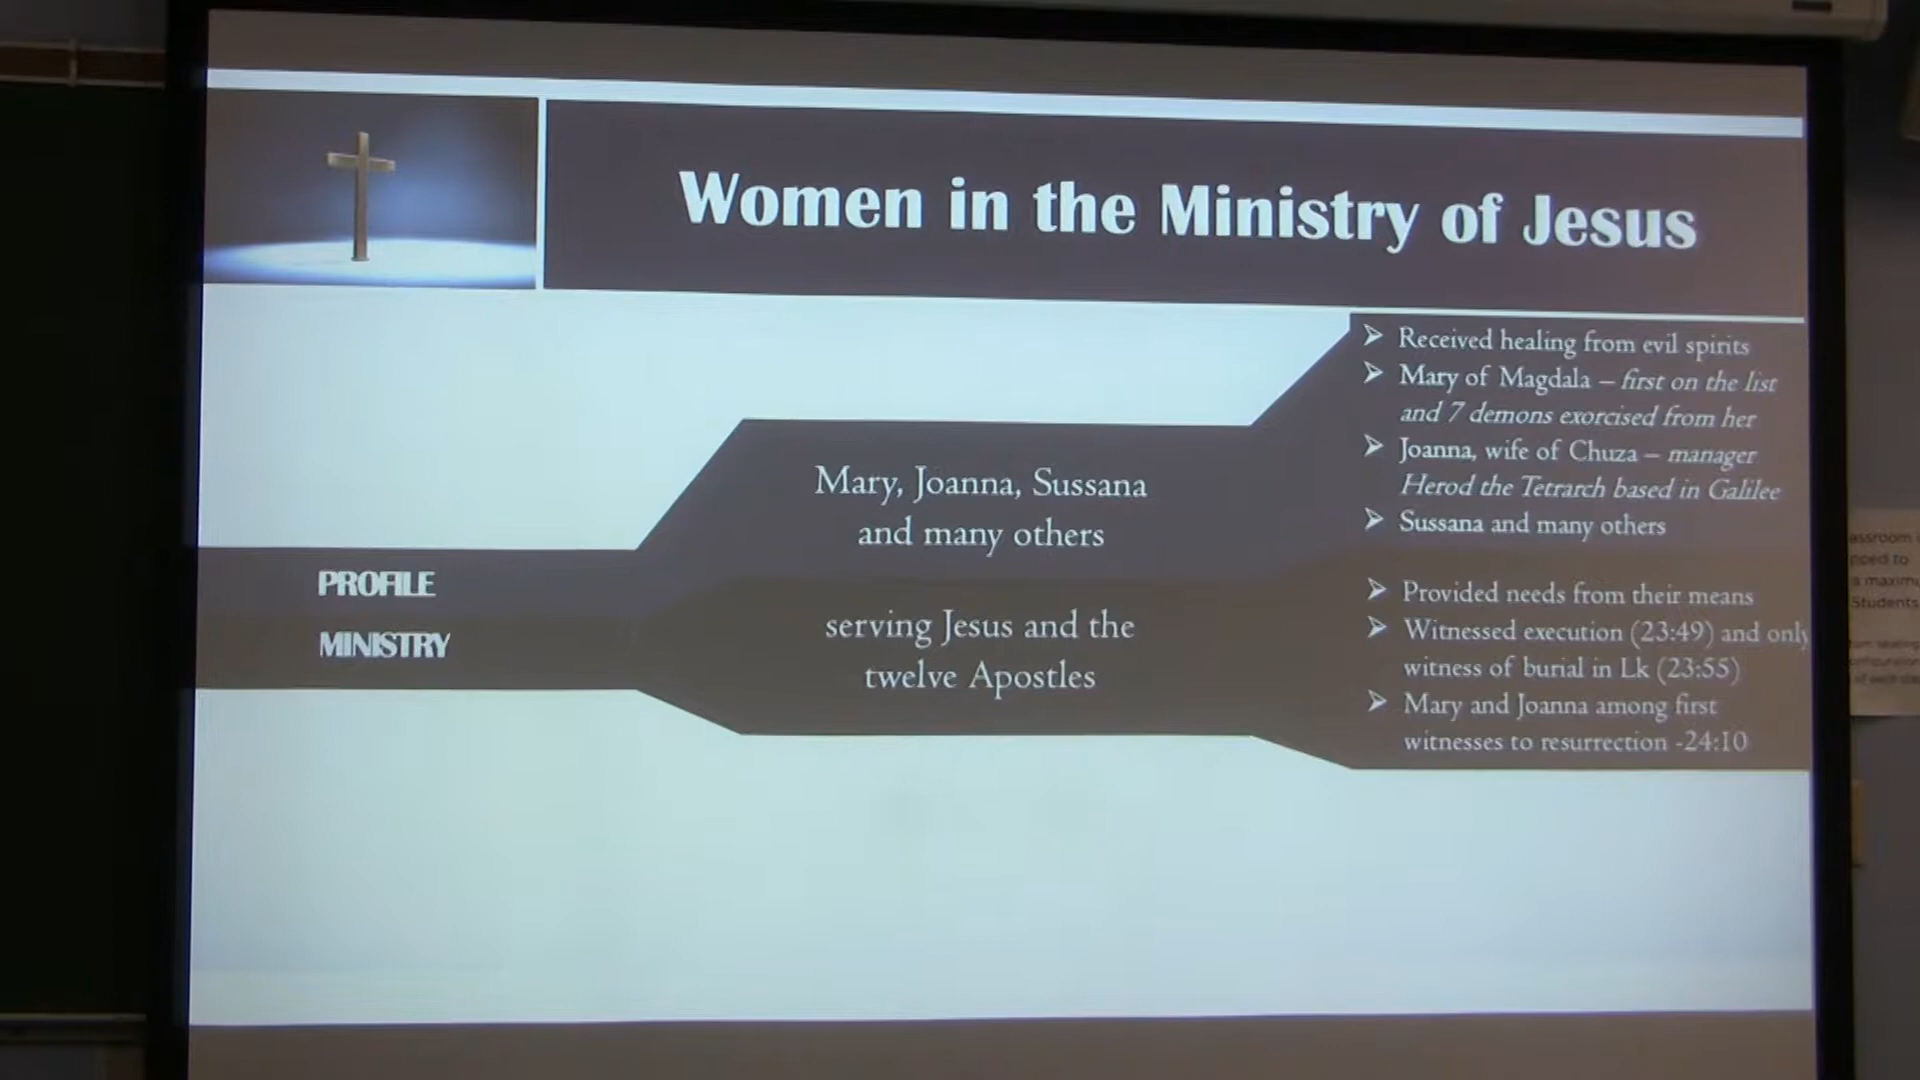 Women in the Ministry of Jesus
PROFILE
MINISTRY
Mary, Joanna, Sussana
and many others
serving Jesus and the
twelve Apostles
➤ Received healing from evil spirits
➤ Mary of Magdala – first on the list
and 7 demons exorcised from her
➤ Joanna, wife of Chuza – manager
Herod the Tetrarch based in Galilee
➤ Sussana and many others
➤ Provided needs from their means
➤ Witnessed execution (23:49) and only
witness of burial in Lk (23:55)
➤ Mary and Joanna among first
witnesses to resurrection -24:10
Students